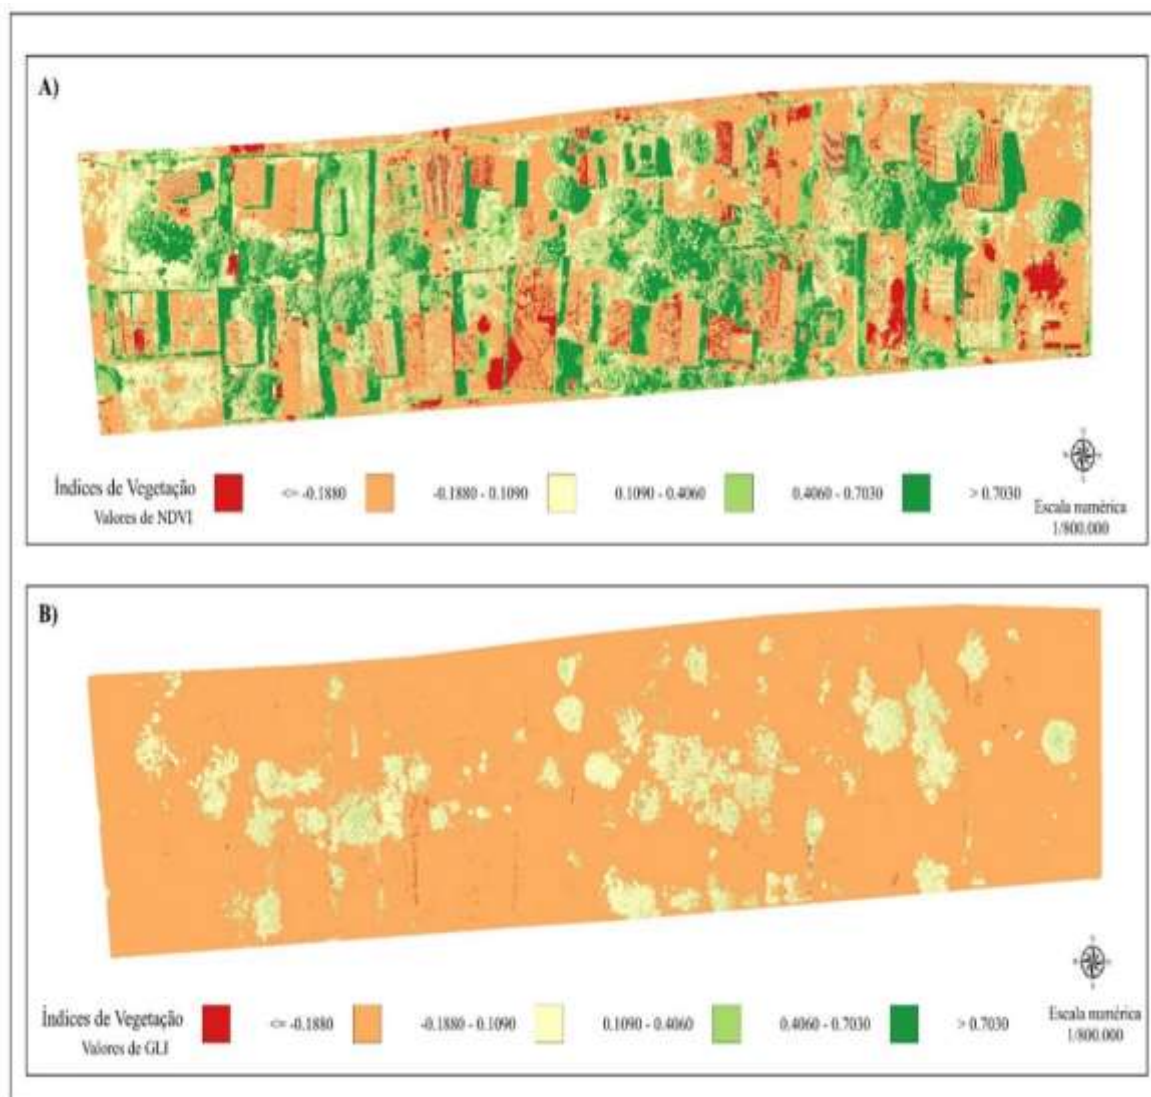 A)
Índices de Vegetação
Valores de NDVI
<= -0.1880
-0.1880 - 0.1090
0.1090 - 0.4060
0.4060 - 0.7030
> 0.7030
Escala numérica
1/800.000
B)
Índices de Vegetação
Valores de GLI
<= -0.1880
-0.1880 - 0.1090
0.1090 - 0.4060
0.4060 - 0.7030
> 0.7030
Escala numérica
1/800.000